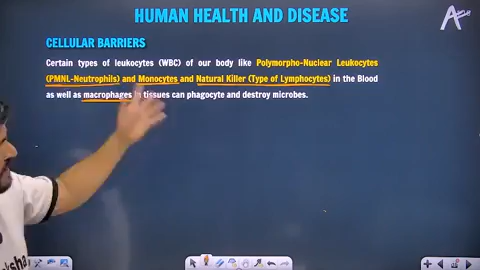 HUMAN HEALTH AND DISEASE
CELLULAR BARRIERS
Certain types of leukocytes (WBC) of our body like Polymorpho-Nuclear Leukocytes
(PMNL-Neutrophils) and Monocytes and Natural Killer (Type of Lymphocytes) in the Blood
as well as macrophages in tissues can phagocyte and destroy microbes.